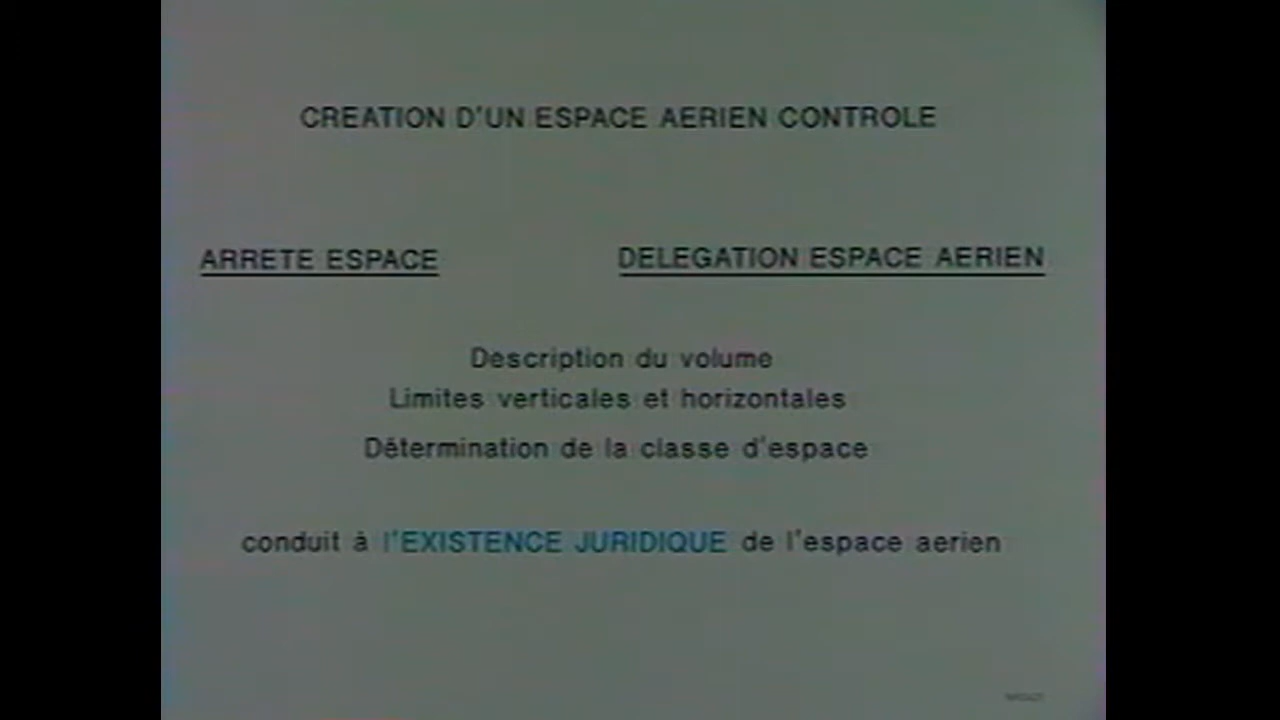 CREATION D'UN ESPACE AERIEN CONTROLE
ARRETE ESPACE
DELEGATION ESPACE AERIEN
Description du volume
Limites verticales et horizontales
Détermination de la classe d'espace
conduit à l'EXISTENCE JURIDIQUE de l'espace aerien